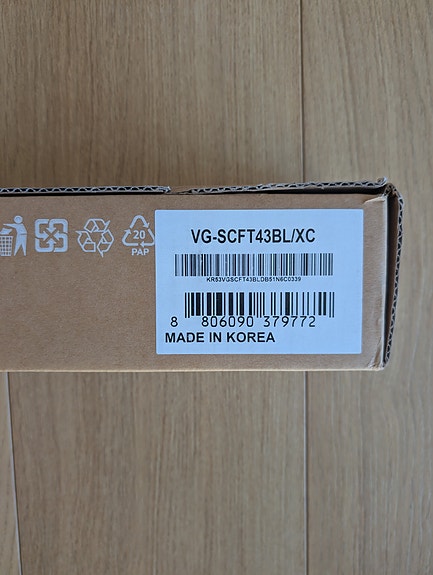 VG-SCFT43BL/XC
KR53VGSCFT43BLDB51N6C0339
8 806090 379772
MADE IN KOREA
20
PAP